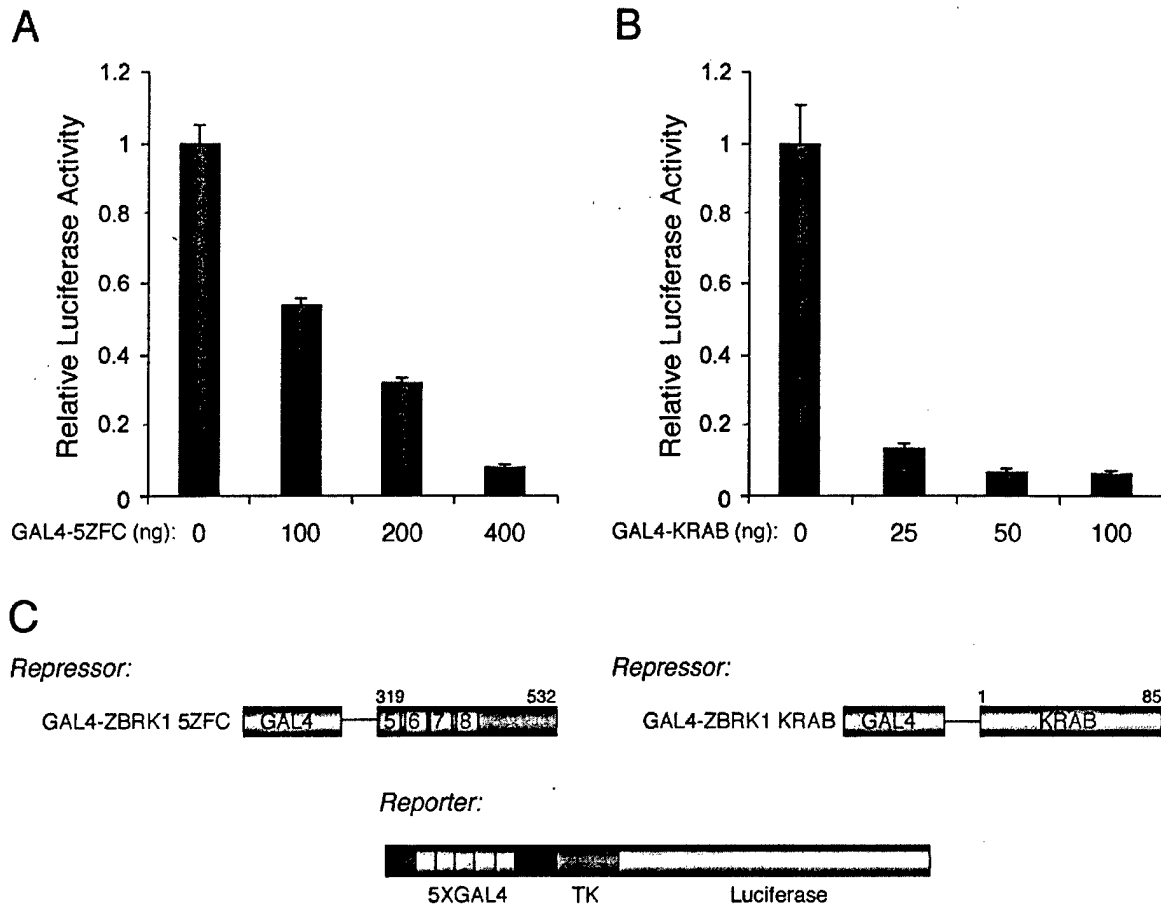 A
Relative Luciferase Activity
1.2
1
0.8
0.6
0.4
0.2
0
GAL4-5ZFC (ng): 0 100 200 400
B
Relative Luciferase Activity
1.2
1
0.8
0.6
0.4
0.2
0
GAL4-KRAB (ng): 0 25 50 100
C
Repressor:
319 532
GAL4-ZBRK1 5ZFC GAL4 5 6 7 8
Repressor:
1 85
GAL4-ZBRK1 KRAB GAL4 KRAB
Reporter:
5XGAL4 TK Luciferase